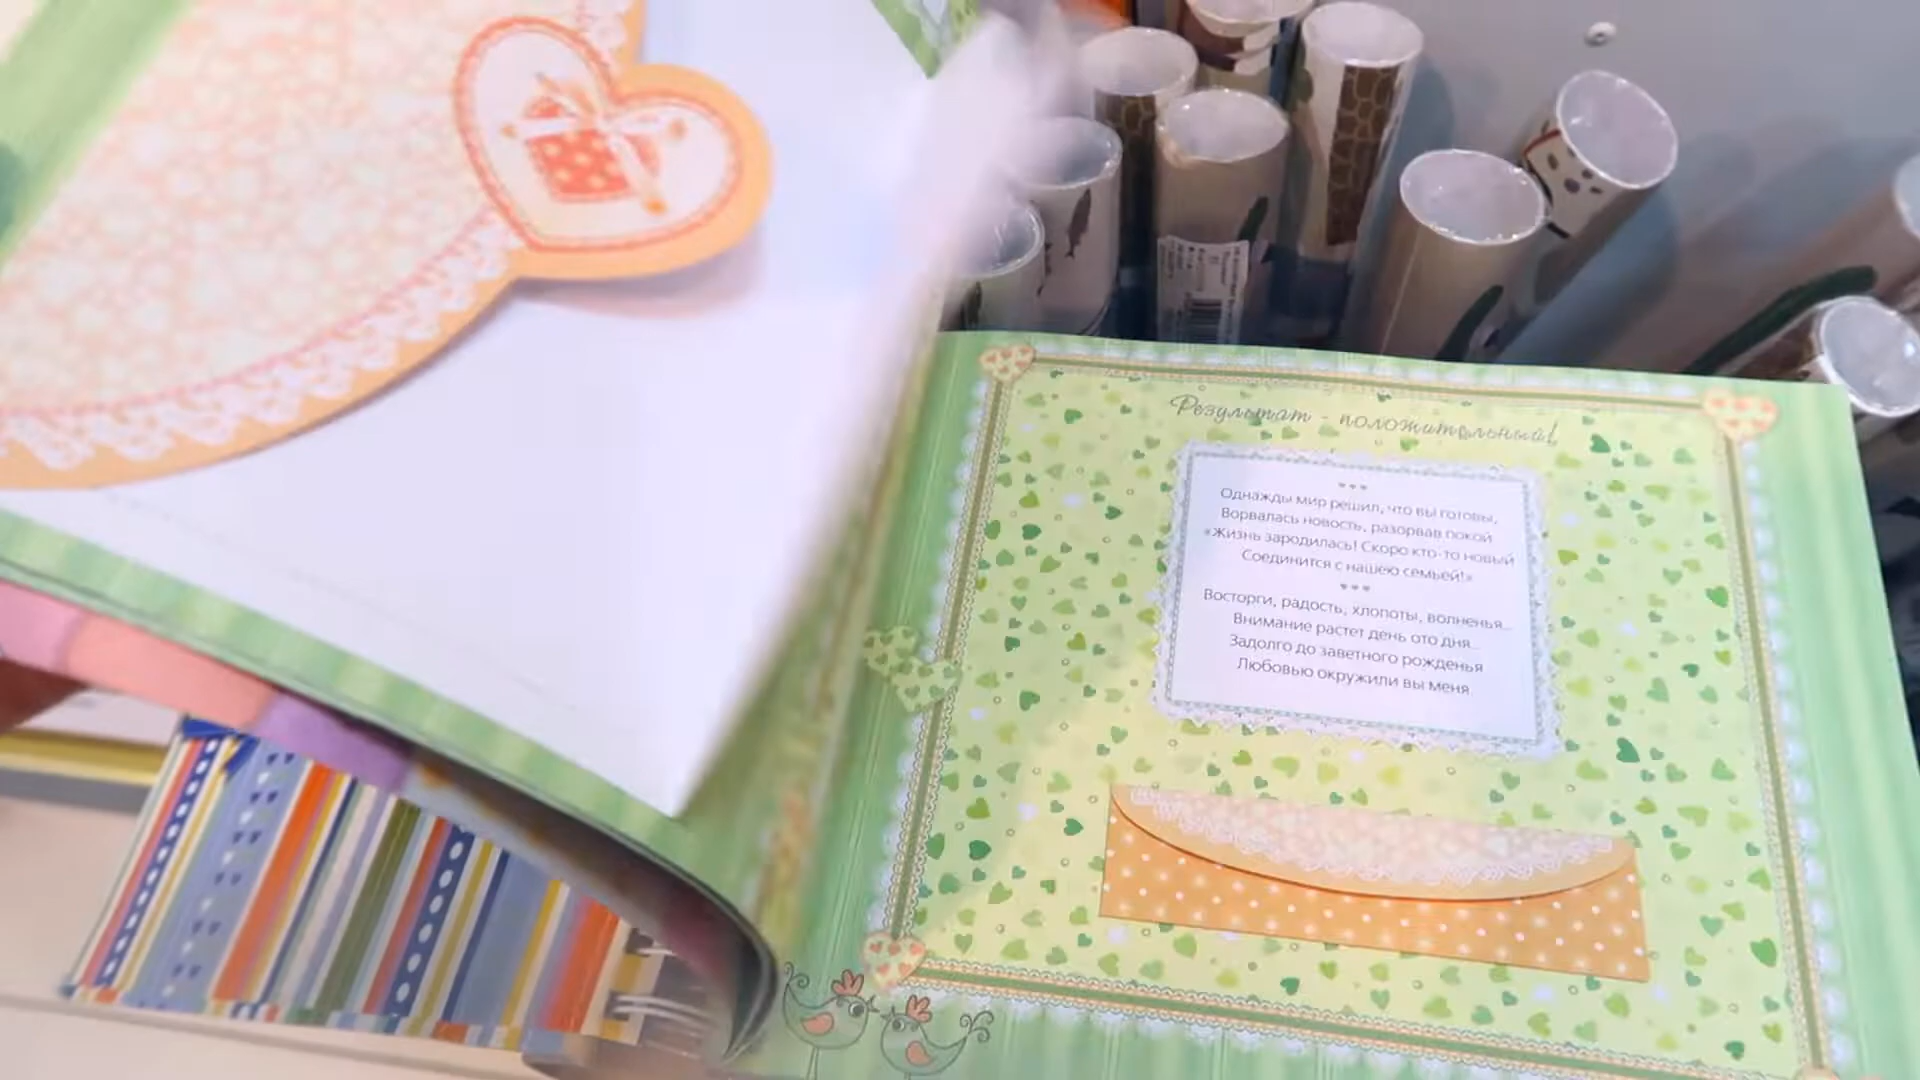 Результат - положительный!
Однажды мир решил, что вы готовы,
Ворвалась новость, разорвав покой
«Жизнь зародилась! Скоро кто-то новый
Соединится с нашею семьей!»
Восторги, радость, хлопоты, волненья...
Внимание растет день ото дня...
Задолго до заветного рожденья
Любовью окружили вы меня.